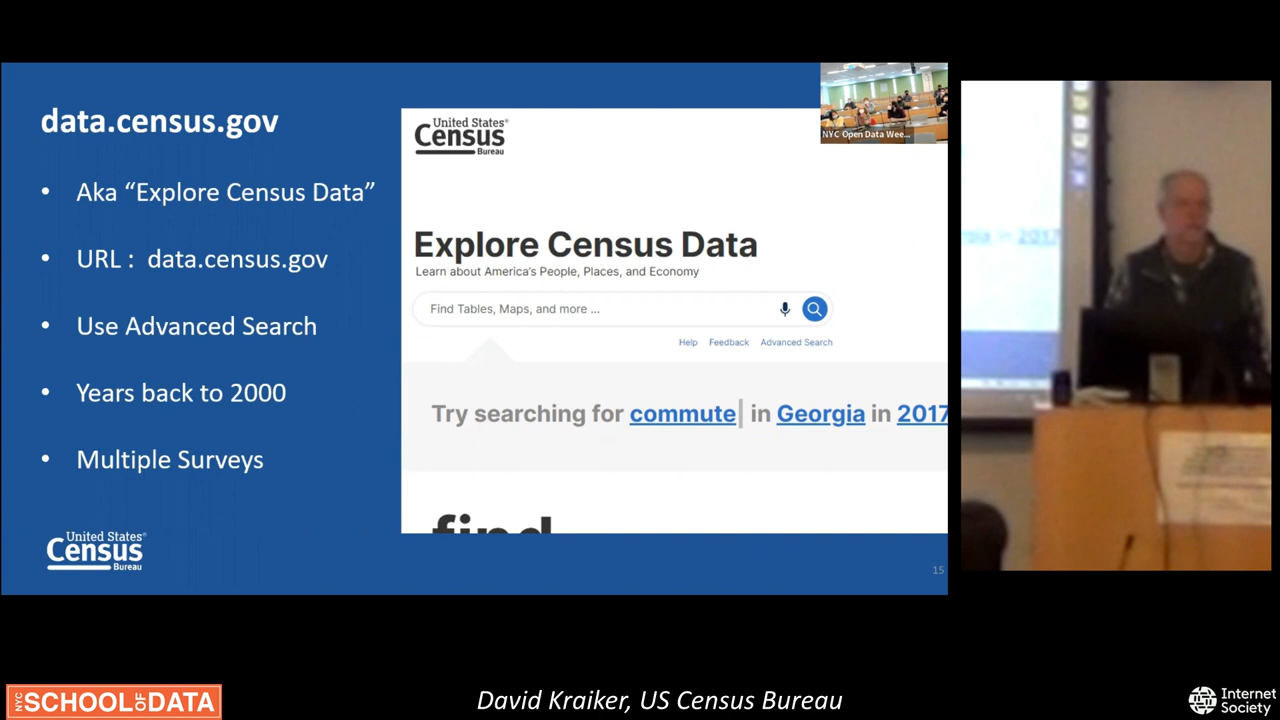 data.census.gov
• Aka “Explore Census Data”
• URL : data.census.gov
• Use Advanced Search
• Years back to 2000
• Multiple Surveys
United States®
Census
Bureau
United States®
Census
Bureau
NYC Open Data Wee...
Explore Census Data
Learn about America's People, Places, and Economy
Find Tables, Maps, and more ...
Help Feedback Advanced Search
Try searching for commute in Georgia in 2017
find
15
in 2017
NYC SCHOOL OF DATA
David Kraiker, US Census Bureau
Internet
Society